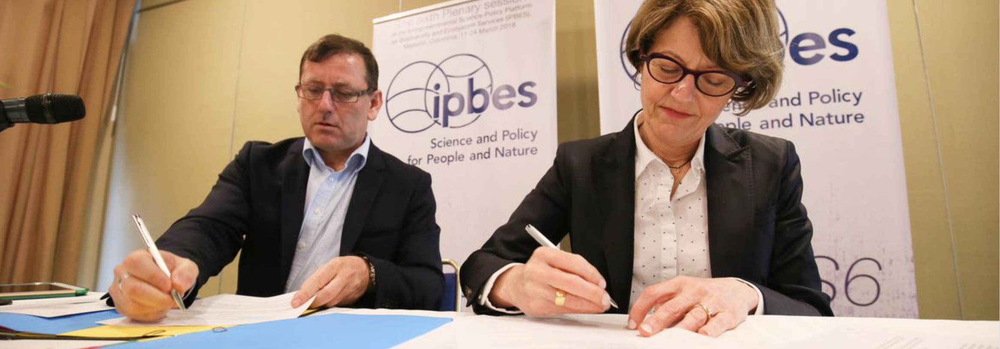 The sixth Plenary session
of the Intergovernmental Science-Policy Platform
on Biodiversity and Ecosystem Services (IPBES),
Medellin, Colombia, 17-24 March 2018
ipbes
Science and Policy
for People and Nature
es
and Policy
and Nature
S6